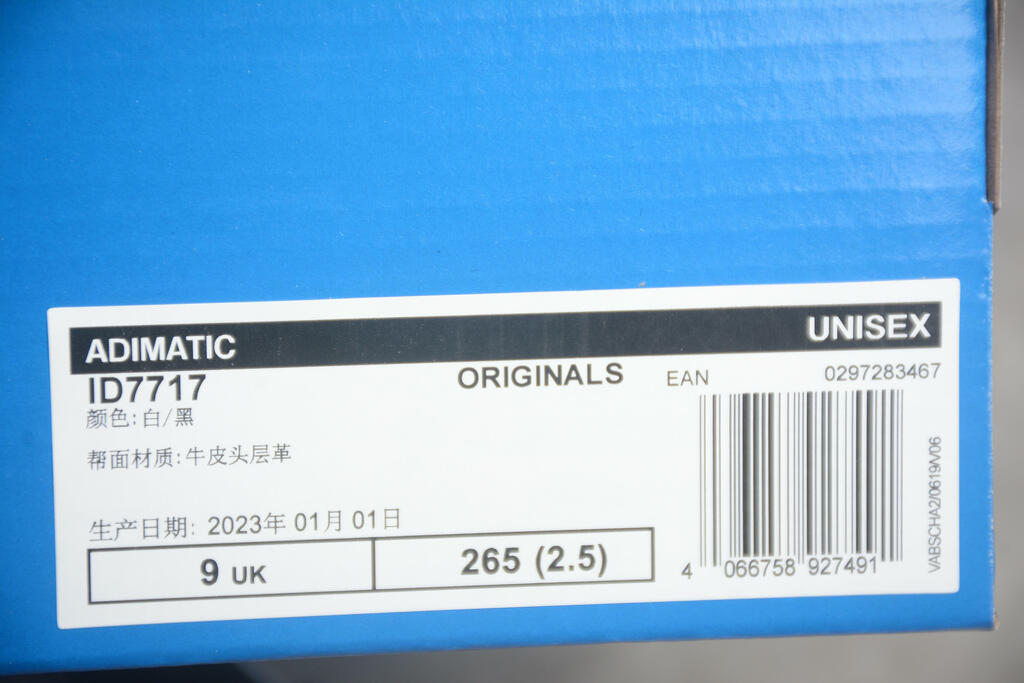 ADIMATIC UNISEX
ID7717 ORIGINALS EAN 0297283467
颜色:白/黑
帮面材质:牛皮头层革
生产日期: 2023年 01月 01日
9 UK 265 (2.5)
4 066758 927491
VABSCHA2/0619/V06